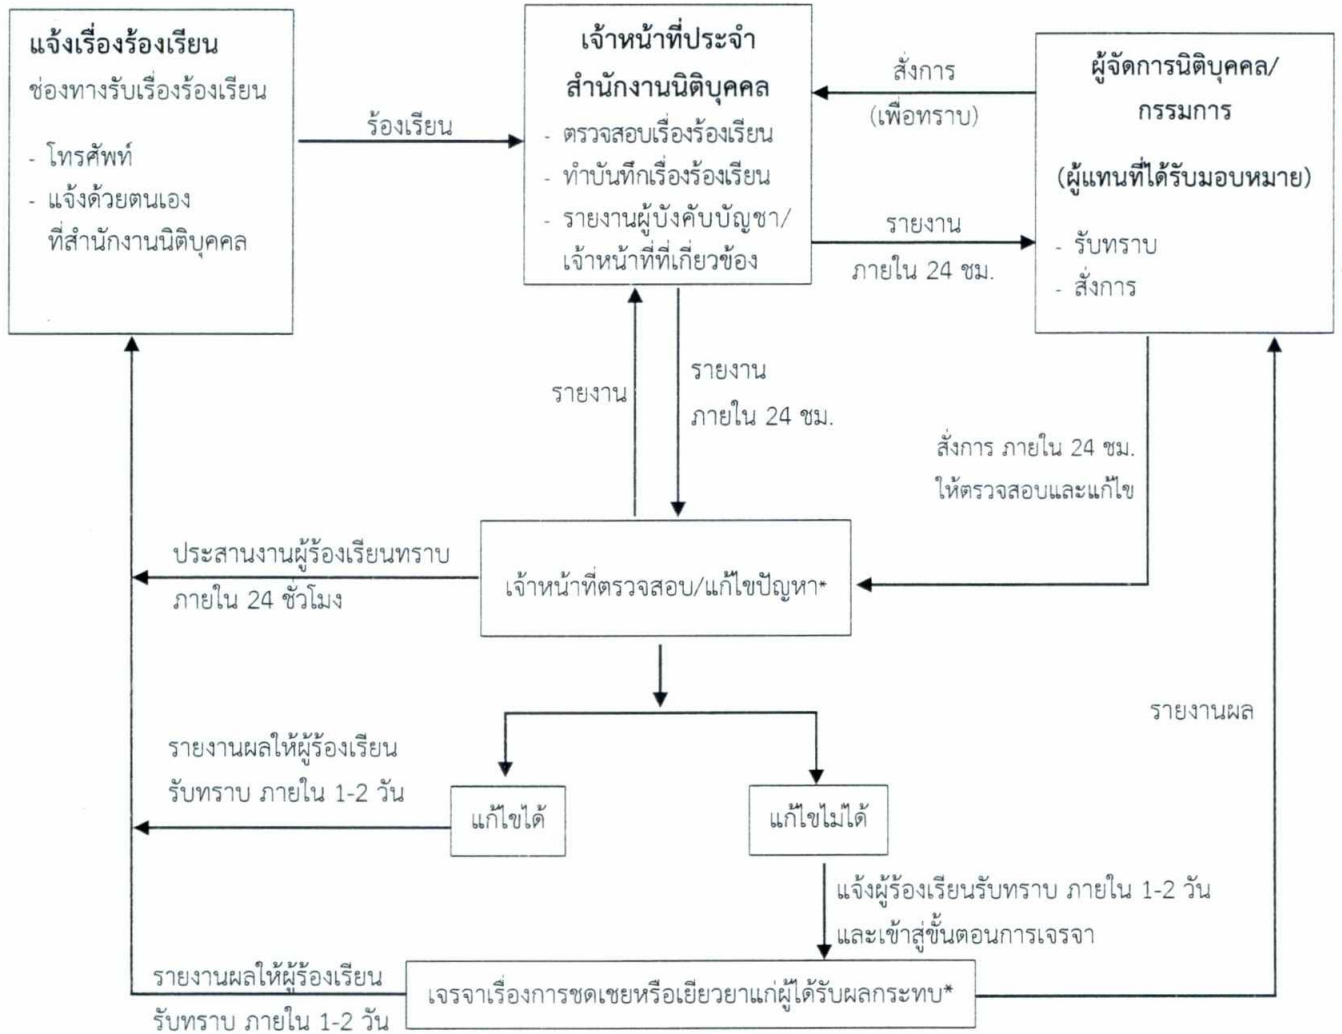 แจ้งเรื่องร้องเรียน
ช่องทางรับเรื่องร้องเรียน
- โทรศัพท์
- แจ้งด้วยตนเอง
ที่สำนักงานนิติบุคคล
ร้องเรียน
เจ้าหน้าที่ประจำ
สำนักงานนิติบุคคล
- ตรวจสอบเรื่องร้องเรียน
- ทำบันทึกเรื่องร้องเรียน
- รายงานผู้บังคับบัญชา/
เจ้าหน้าที่ที่เกี่ยวข้อง
สั่งการ
(เพื่อทราบ)
รายงาน
ภายใน 24 ชม.
ผู้จัดการนิติบุคคล/
กรรมการ
(ผู้แทนที่ได้รับมอบหมาย)
- รับทราบ
- สั่งการ
รายงาน
รายงาน
ภายใน 24 ชม.
สั่งการ ภายใน 24 ชม.
ให้ตรวจสอบและแก้ไข
ประสานงานผู้ร้องเรียนทราบ
ภายใน 24 ชั่วโมง
เจ้าหน้าที่ตรวจสอบ/แก้ไขปัญหา*
รายงานผล
รายงานผลให้ผู้ร้องเรียน
รับทราบ ภายใน 1-2 วัน
แก้ไขได้
แก้ไขไม่ได้
แจ้งผู้ร้องเรียนรับทราบ ภายใน 1-2 วัน
และเข้าสู่ขั้นตอนการเจรจา
รายงานผลให้ผู้ร้องเรียน
รับทราบ ภายใน 1-2 วัน
เจรจาเรื่องการชดเชยหรือเยียวยาแก่ผู้ได้รับผลกระทบ*